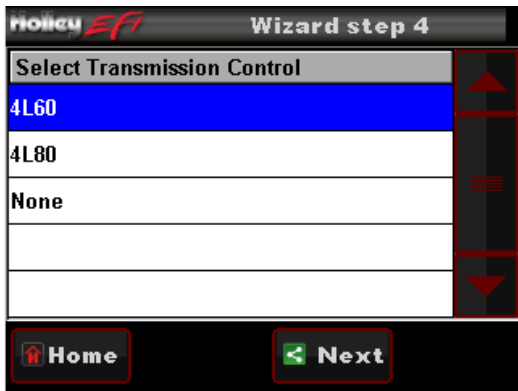 Holley EFI
Wizard step 4
Select Transmission Control
4L60
4L80
None
Home
Next